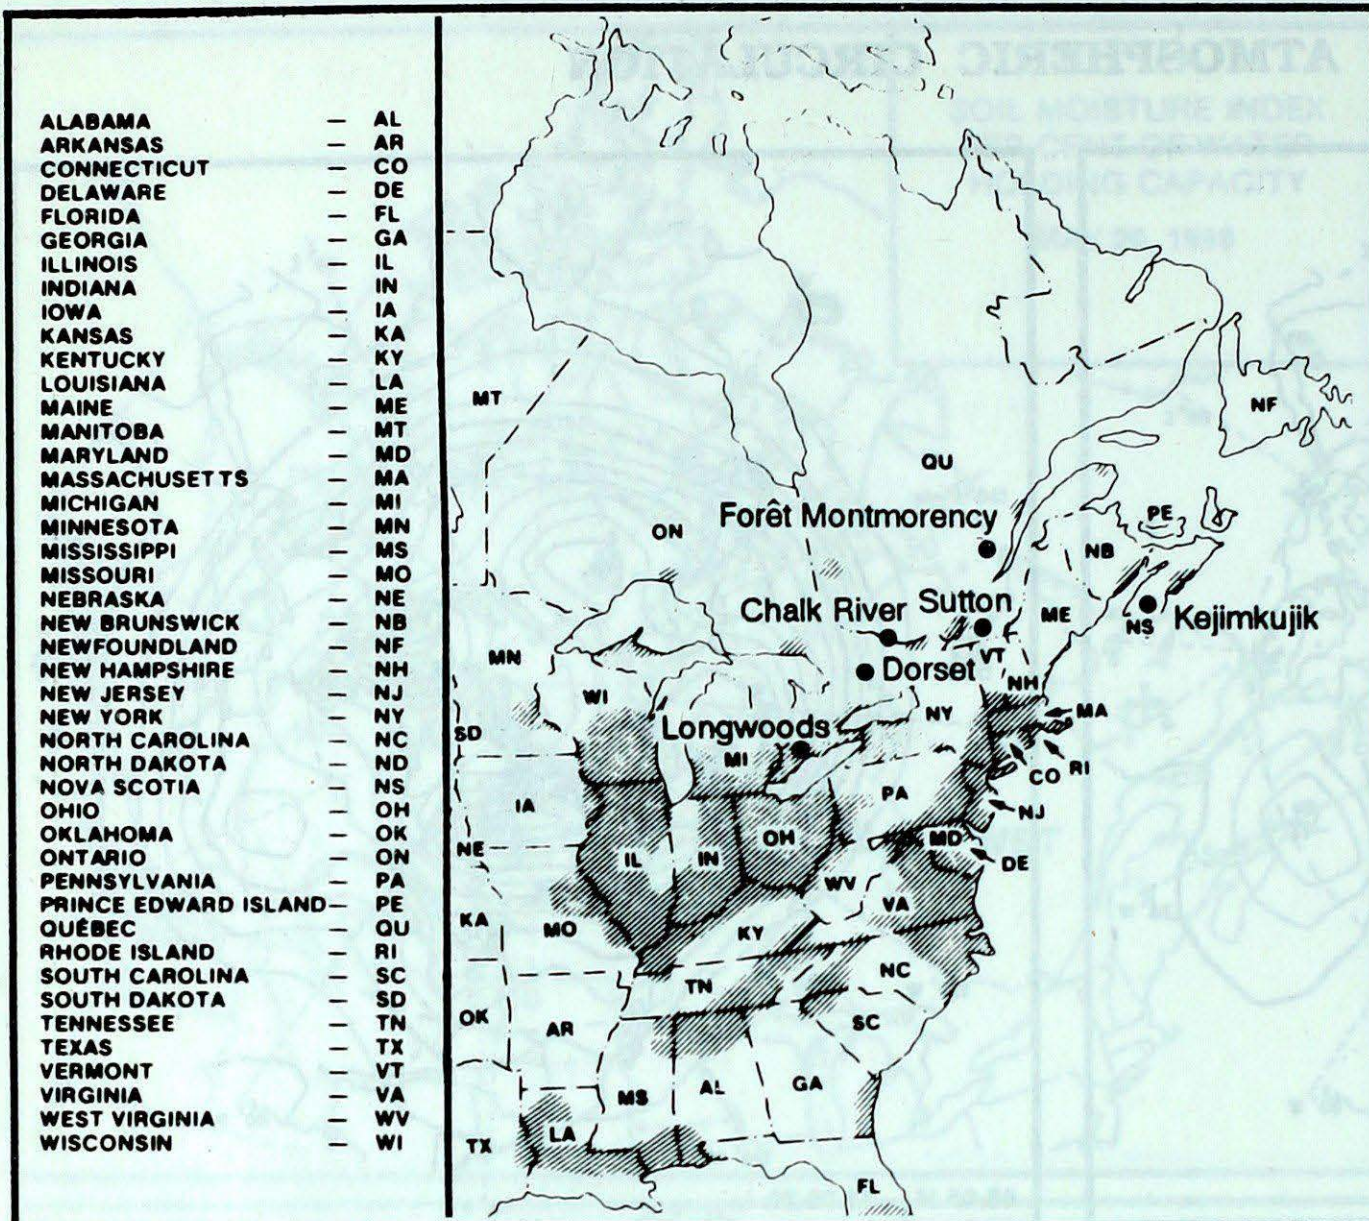 ALABAMA – AL
ARKANSAS – AR
CONNECTICUT – CO
DELAWARE – DE
FLORIDA – FL
GEORGIA – GA
ILLINOIS – IL
INDIANA – IN
IOWA – IA
KANSAS – KA
KENTUCKY – KY
LOUISIANA – LA
MAINE – ME
MANITOBA – MT
MARYLAND – MD
MASSACHUSETTS – MA
MICHIGAN – MI
MINNESOTA – MN
MISSISSIPPI – MS
MISSOURI – MO
NEBRASKA – NE
NEW BRUNSWICK – NB
NEWFOUNDLAND – NF
NEW HAMPSHIRE – NH
NEW JERSEY – NJ
NEW YORK – NY
NORTH CAROLINA – NC
NORTH DAKOTA – ND
NOVA SCOTIA – NS
OHIO – OH
OKLAHOMA – OK
ONTARIO – ON
PENNSYLVANIA – PA
PRINCE EDWARD ISLAND – PE
QUÉBEC – QU
RHODE ISLAND – RI
SOUTH CAROLINA – SC
SOUTH DAKOTA – SD
TENNESSEE – TN
TEXAS – TX
VERMONT – VT
VIRGINIA – VA
WEST VIRGINIA – WV
WISCONSIN – WI
ATMOSPHERIC CIRCULATION
SOIL MOISTURE INDEX
HOLDING CAPACITY
MT
NF
QU
Forêt Montmorency
PE
ON
NB
Chalk River
Sutton
ME
NS
Kejimkujik
MN
VT
Dorset
NH
WI
NY
MA
SD
Longwoods
MI
CO
RI
IA
PA
NJ
NE
IL
IN
OH
MD
DE
WV
KA
MO
KY
VA
TN
NC
OK
AR
SC
MS
AL
GA
TX
LA
FL